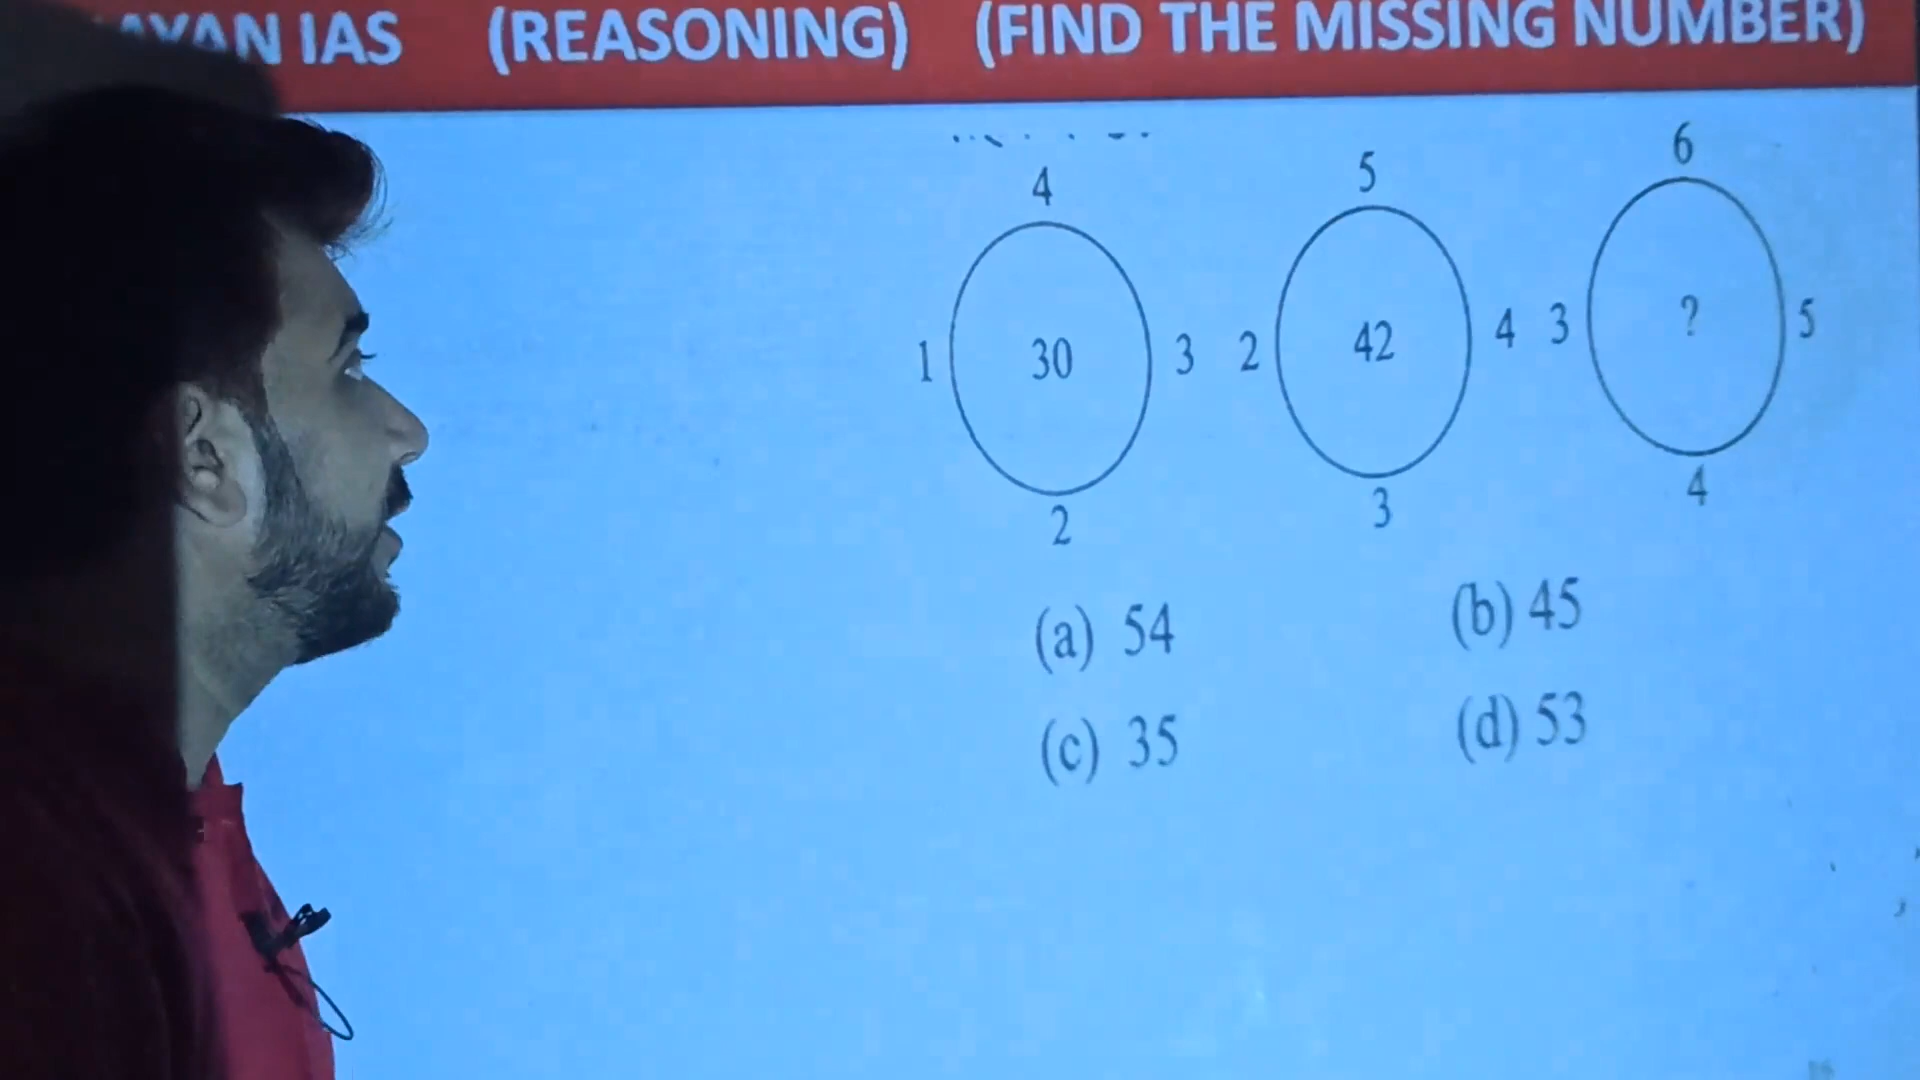 IAS (REASONING) (FIND THE MISSING NUMBER)
4 5 6
1 30 3 2 42 4 3 ? 5
2 3 4
(a) 54 (b) 45
(c) 35 (d) 53